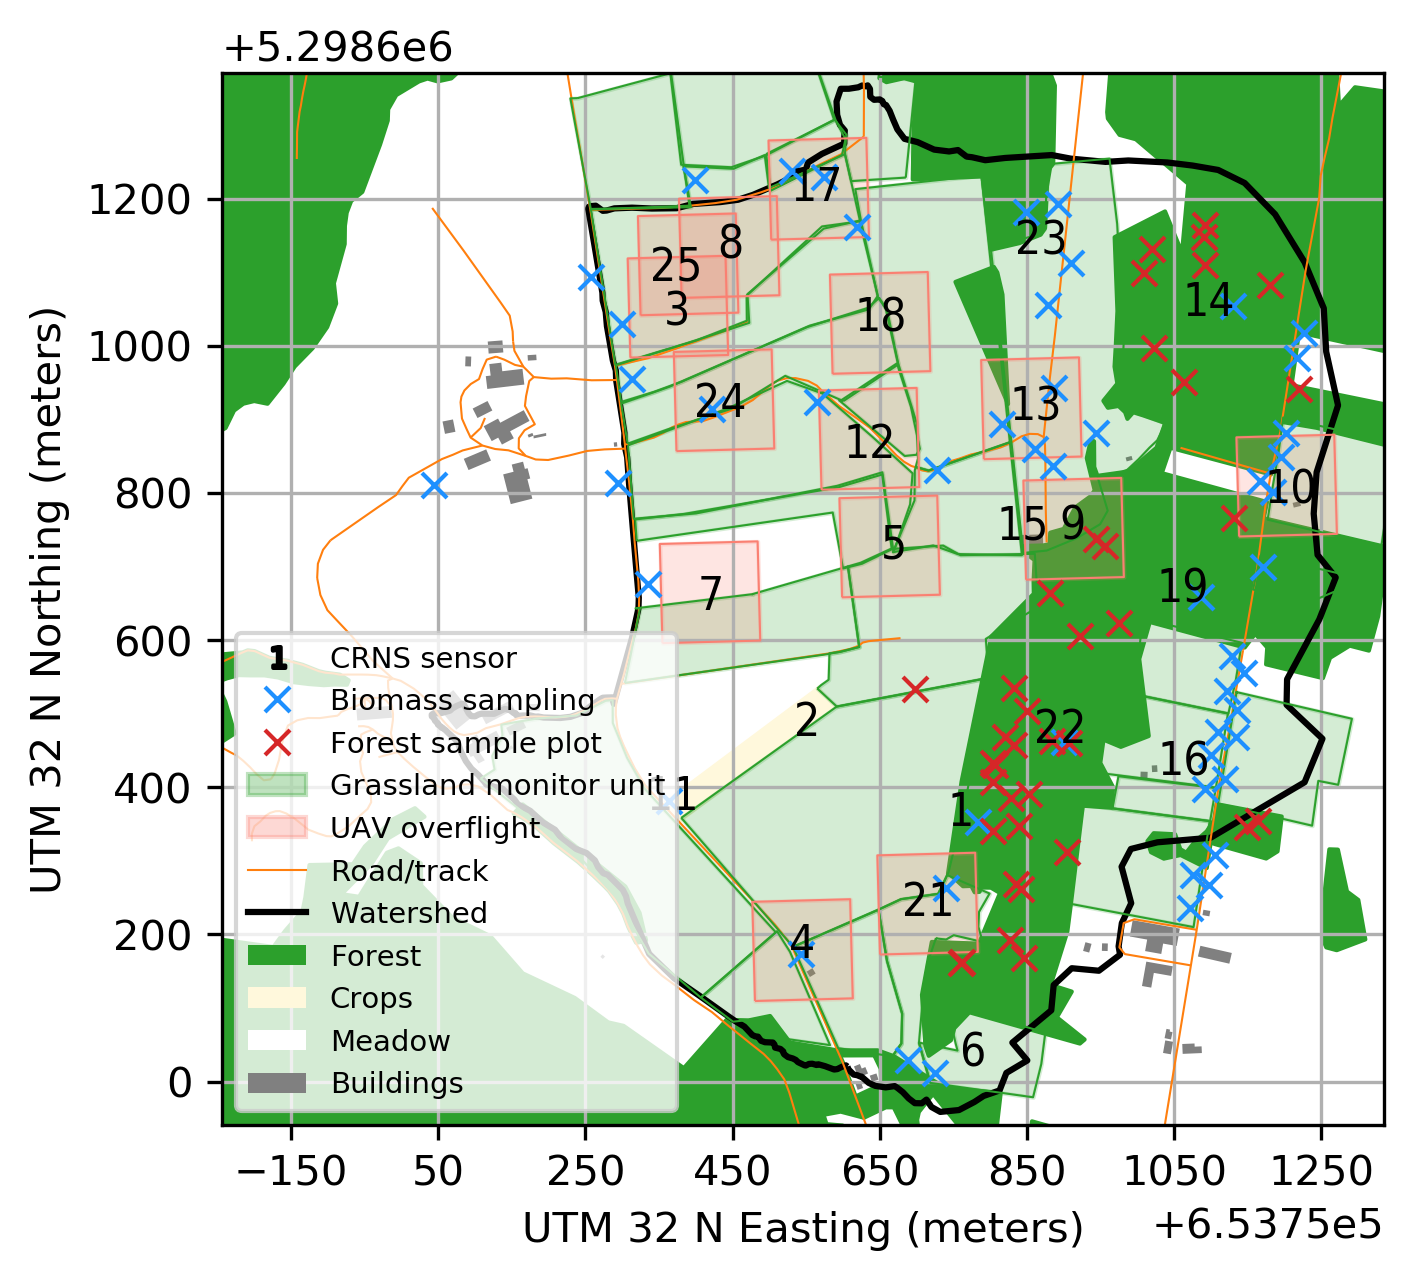 +5.2986e6
UTM 32 N Northing (meters)
1200
1000
800
600
400
200
0
17
8
23
25
14
3
18
24
13
12
10
15
9
5
7
19
2
22
16
11
1
21
4
6
1 CRNS sensor
Biomass sampling
Forest sample plot
Grassland monitor unit
UAV overflight
Road/track
Watershed
Forest
Crops
Meadow
Buildings
−150 50 250 450 650 850 1050 1250
UTM 32 N Easting (meters)
+6.5375e5